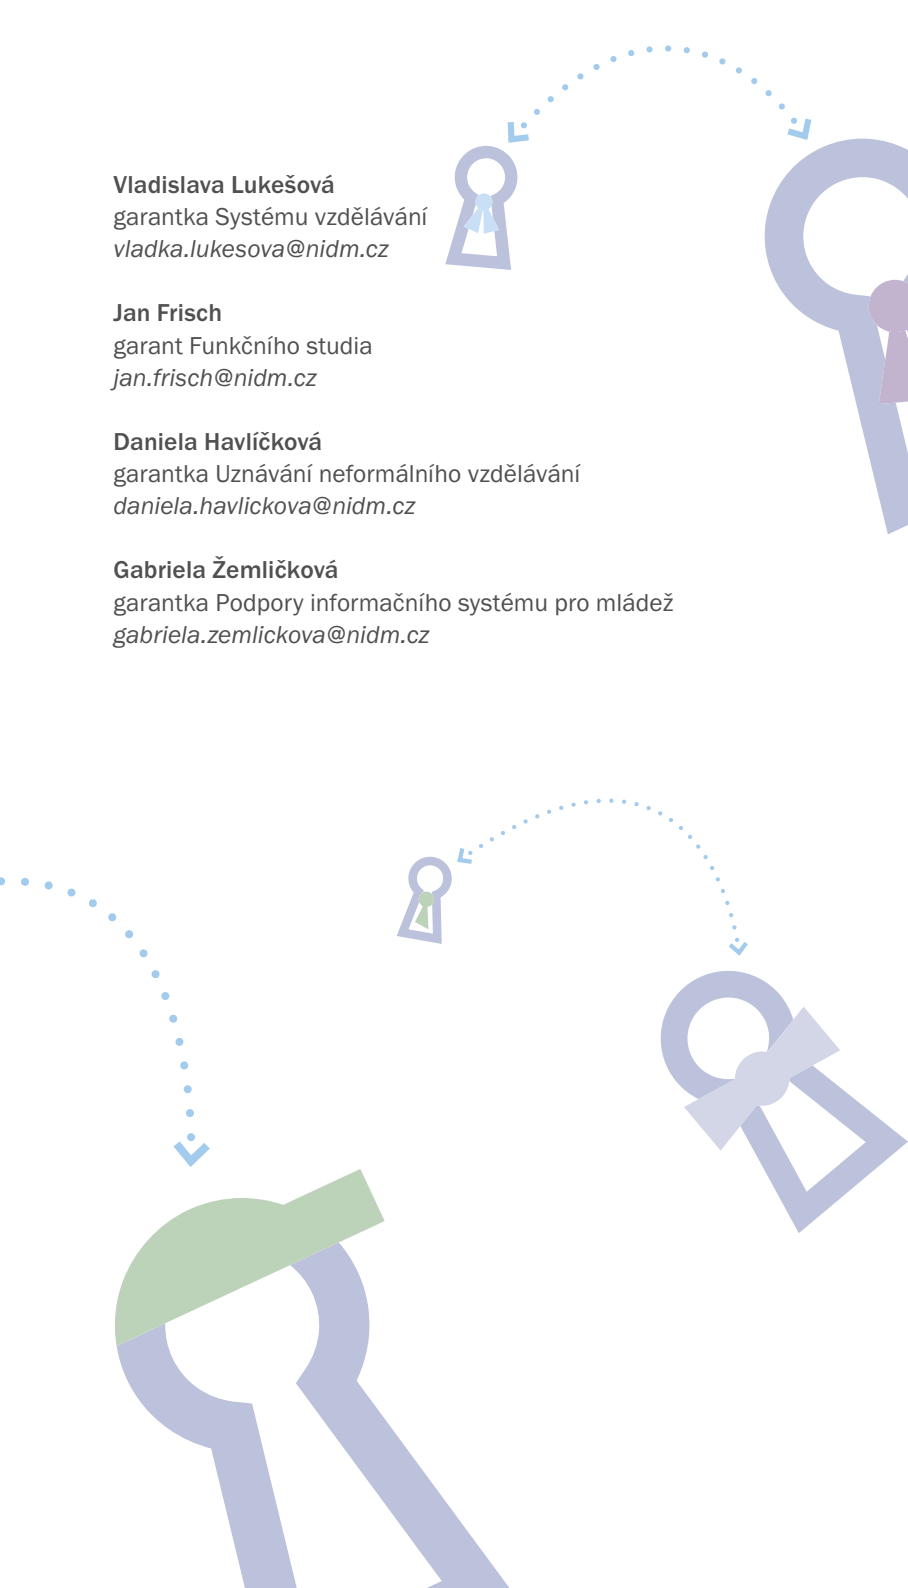 Vladislava Lukešová
garantka Systému vzdělávání
vladka.lukesova@nidm.cz
Jan Frisch
garant Funkčního studia
jan.frisch@nidm.cz
Daniela Havlíčková
garantka Uznávání neformálního vzdělávání
daniela.havlickova@nidm.cz
Gabriela Žemličková
garantka Podpory informačního systému pro mládež
gabriela.zemlickova@nidm.cz